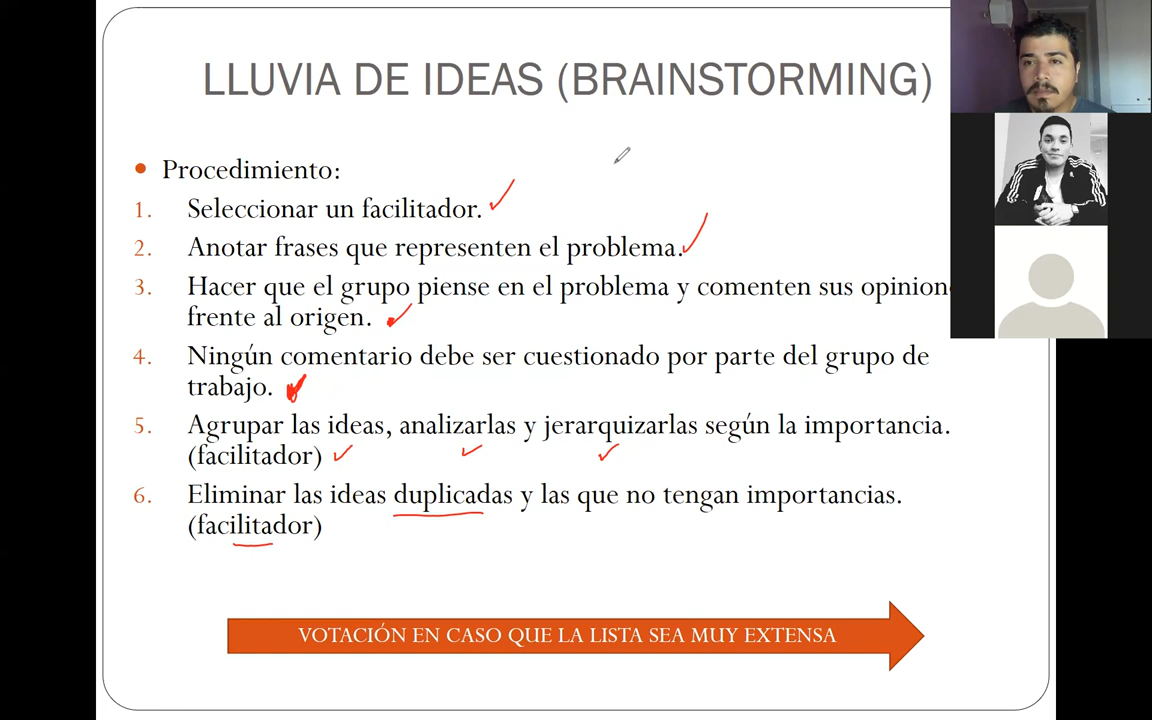 LLUVIA DE IDEAS (BRAINSTORMING)
Procedimiento:
1. Seleccionar un facilitador.
2. Anotar frases que representen el problema.
3. Hacer que el grupo piense en el problema y comenten sus opinion
frente al origen.
4. Ningún comentario debe ser cuestionado por parte del grupo de
trabajo.
5. Agrupar las ideas, analizarlas y jerarquizarlas según la importancia.
(facilitador)
6. Eliminar las ideas duplicadas y las que no tengan importancias.
(facilitador)
VOTACIÓN EN CASO QUE LA LISTA SEA MUY EXTENSA